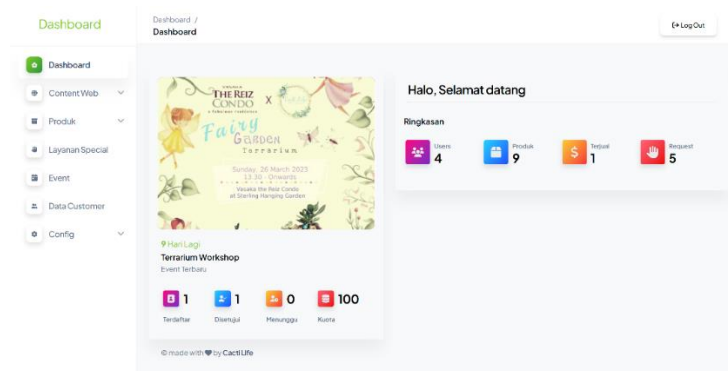 Dashboard
Dashboard /
Dashboard
Log Out
Dashboard
Content Web
Produk
Layanan Special
Event
Data Customer
Config
THE REIZ
CONDO
X
Fairy
GARDEN
Terrarium
Sunday, 26 March 2023
13.30 - Onwards
Vasaka the Reiz Condo
at Sterling Hanging Garden
9 Hari Lagi
Terrarium Workshop
Event Terbaru
1
1
0
100
Terdaftar
Disetujui
Menunggu
Kuota
Halo, Selamat datang
Ringkasan
Users
4
Produk
9
Terjual
1
Request
5
© made with by Cacti Life